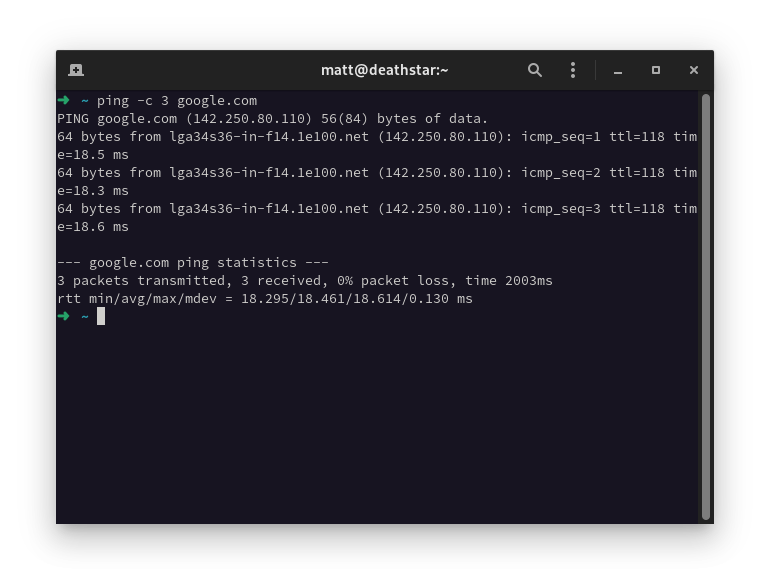 matt@deathstar:~
➜ ~ ping -c 3 google.com
PING google.com (142.250.80.110) 56(84) bytes of data.
64 bytes from lga34s36-in-f14.1e100.net (142.250.80.110): icmp_seq=1 ttl=118 tim
e=18.5 ms
64 bytes from lga34s36-in-f14.1e100.net (142.250.80.110): icmp_seq=2 ttl=118 tim
e=18.3 ms
64 bytes from lga34s36-in-f14.1e100.net (142.250.80.110): icmp_seq=3 ttl=118 tim
e=18.6 ms

--- google.com ping statistics ---
3 packets transmitted, 3 received, 0% packet loss, time 2003ms
rtt min/avg/max/mdev = 18.295/18.461/18.614/0.130 ms
➜ ~